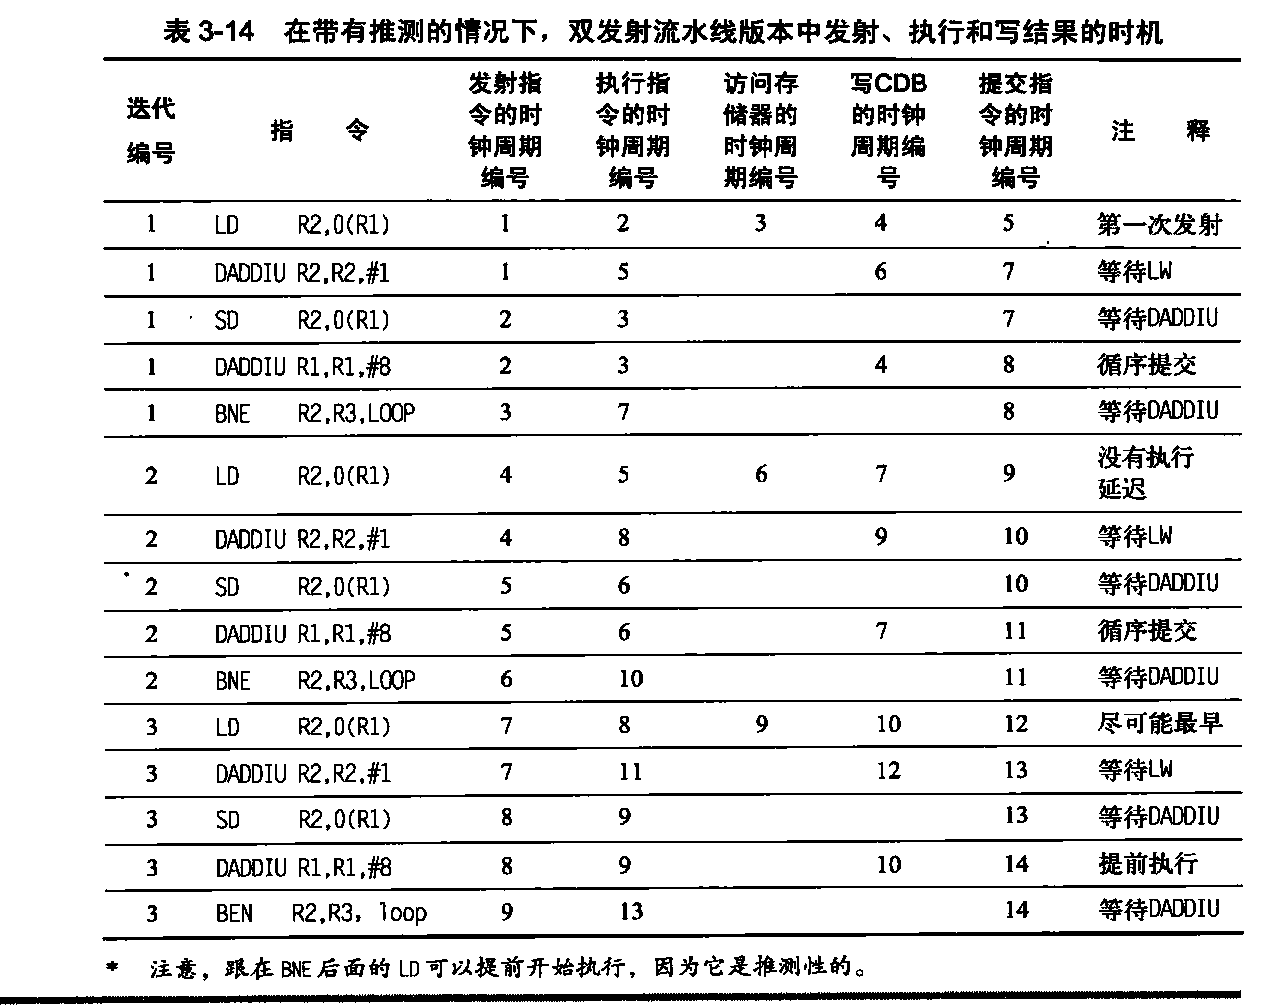 表 3-14 在带有推测的情况下，双发射流水线版本中发射、执行和写结果的时机
迭代编号 指 令 发射指令的时钟周期编号 执行指令的时钟周期编号 访问存储器的时钟周期编号 写CDB的时钟周期编号 提交指令的时钟周期编号 注 释
1 LD R2,0(R1) 1 2 3 4 5 第一次发射
1 DADDIU R2,R2,#1 1 5 6 7 等待LW
1 SD R2,0(R1) 2 3 7 等待DADDIU
1 DADDIU R1,R1,#8 2 3 4 8 循序提交
1 BNE R2,R3,LOOP 3 7 8 等待DADDIU
2 LD R2,0(R1) 4 5 6 7 9 没有执行延迟
2 DADDIU R2,R2,#1 4 8 9 10 等待LW
2 SD R2,0(R1) 5 6 10 等待DADDIU
2 DADDIU R1,R1,#8 5 6 7 11 循序提交
2 BNE R2,R3,LOOP 6 10 11 等待DADDIU
3 LD R2,0(R1) 7 8 9 10 12 尽可能最早
3 DADDIU R2,R2,#1 7 11 12 13 等待LW
3 SD R2,0(R1) 8 9 13 等待DADDIU
3 DADDIU R1,R1,#8 8 9 10 14 提前执行
3 BEN R2,R3，loop 9 13 14 等待DADDIU
* 注意，跟在BNE后面的LD可以提前开始执行，因为它是推测性的。